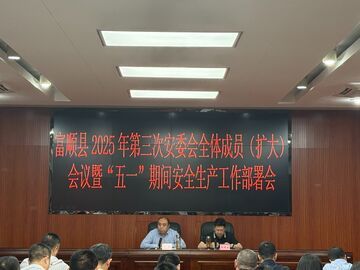 富顺县2025年第三次安委会全体成员（扩大）
会议暨“五一”期间安全生产工作部署会